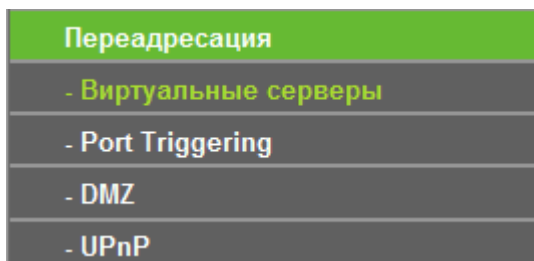 Переадресация
- Виртуальные серверы
- Port Triggering
- DMZ
- UPnP